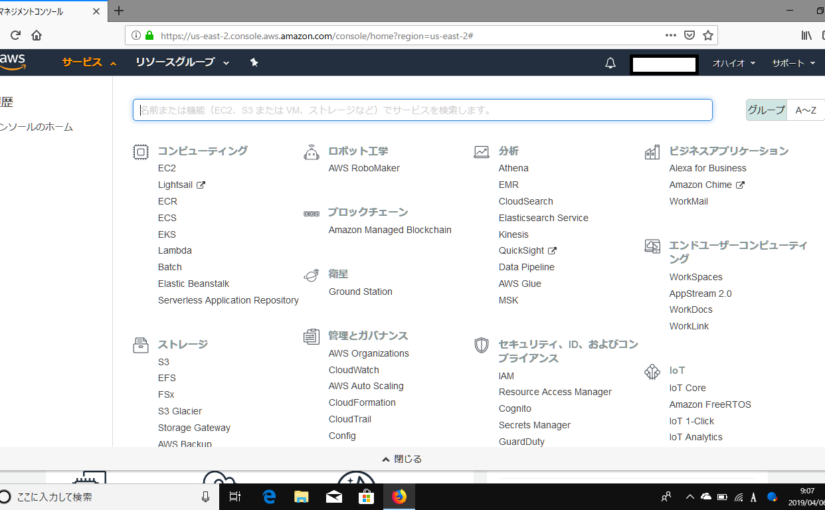 マネジメントコンソール
https://us-east-2.console.aws.amazon.com/console/home?region=us-east-2#
aws
サービス
リソースグループ
オハイオ
サポート
履歴
コンソールのホーム
名前または機能（EC2、S3 または VM、ストレージなど）でサービスを検索します。
グループ
A～Z
コンピューティング
EC2
Lightsail
ECR
ECS
EKS
Lambda
Batch
Elastic Beanstalk
Serverless Application Repository
ストレージ
S3
EFS
FSx
S3 Glacier
Storage Gateway
AWS Backup
ロボット工学
AWS RoboMaker
ブロックチェーン
Amazon Managed Blockchain
衛星
Ground Station
管理とガバナンス
AWS Organizations
CloudWatch
AWS Auto Scaling
CloudFormation
CloudTrail
Config
分析
Athena
EMR
CloudSearch
Elasticsearch Service
Kinesis
QuickSight
Data Pipeline
AWS Glue
MSK
セキュリティ、ID、およびコン
プライアンス
IAM
Resource Access Manager
Cognito
Secrets Manager
GuardDuty
ビジネスアプリケーション
Alexa for Business
Amazon Chime
WorkMail
エンドユーザーコンピューティ
ング
WorkSpaces
AppStream 2.0
WorkDocs
WorkLink
IoT
IoT Core
Amazon FreeRTOS
IoT 1-Click
IoT Analytics
閉じる
ここに入力して検索
A
9:07
2019/04/06